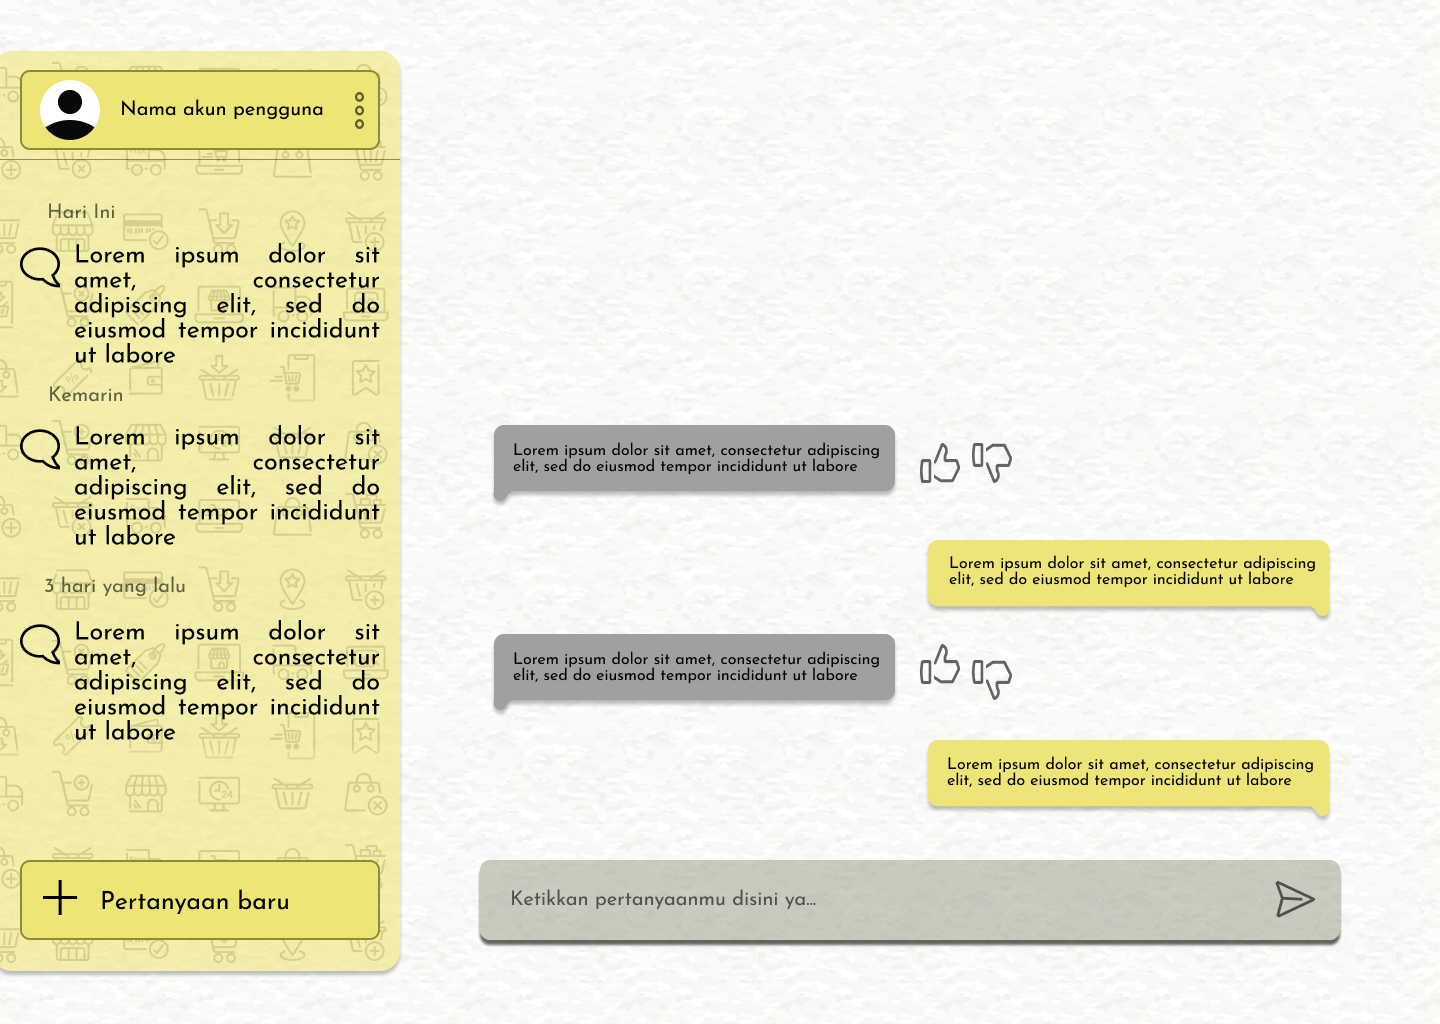 Nama akun pengguna
Hari Ini
Lorem ipsum dolor sit
amet, consectetur
adipiscing elit, sed do
eiusmod tempor incididunt
ut labore
Kemarin
Lorem ipsum dolor sit
amet, consectetur
adipiscing elit, sed do
eiusmod tempor incididunt
ut labore
3 hari yang lalu
Lorem ipsum dolor sit
amet, consectetur
adipiscing elit, sed do
eiusmod tempor incididunt
ut labore
24
Pertanyaan baru
Lorem ipsum dolor sit amet, consectetur adipiscing
elit, sed do eiusmod tempor incididunt ut labore
Lorem ipsum dolor sit amet, consectetur adipiscing
elit, sed do eiusmod tempor incididunt ut labore
Lorem ipsum dolor sit amet, consectetur adipiscing
elit, sed do eiusmod tempor incididunt ut labore
Lorem ipsum dolor sit amet, consectetur adipiscing
elit, sed do eiusmod tempor incididunt ut labore
Ketikkan pertanyaanmu disini ya...